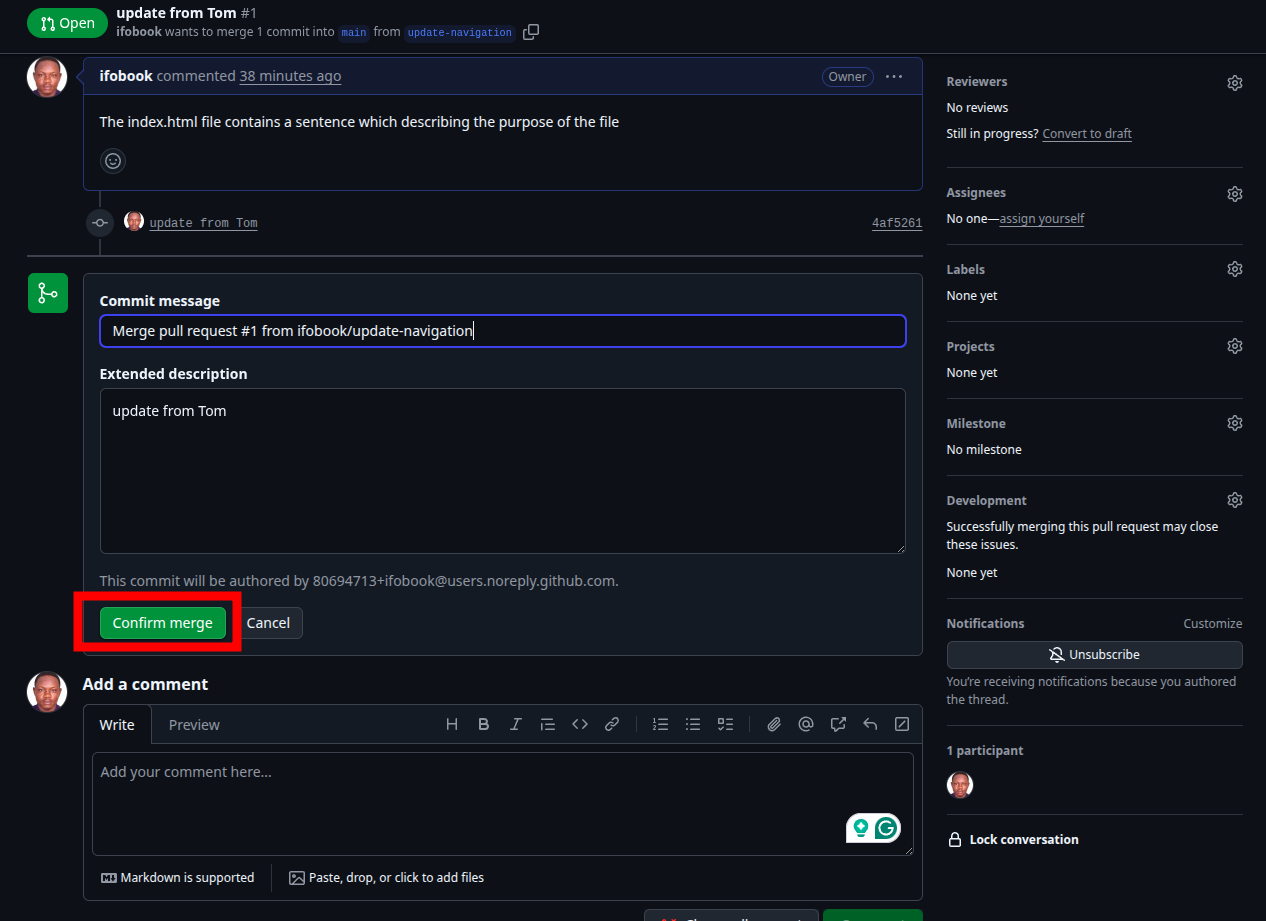 Open
update from Tom #1
ifobook wants to merge 1 commit into main from update-navigation
ifobook commented 38 minutes ago
Owner
The index.html file contains a sentence which describing the purpose of the file
update from Tom
4af5261
Commit message
Merge pull request #1 from ifobook/update-navigation
Extended description
update from Tom
This commit will be authored by 80694713+ifobook@users.noreply.github.com.
Confirm merge
Cancel
Add a comment
Write
Preview
Add your comment here...
Markdown is supported
Paste, drop, or click to add files
Reviewers
No reviews
Still in progress? Convert to draft
Assignees
No one—assign yourself
Labels
None yet
Projects
None yet
Milestone
No milestone
Development
Successfully merging this pull request may close
these issues.
None yet
Notifications
Customize
Unsubscribe
You're receiving notifications because you authored
the thread.
1 participant
Lock conversation